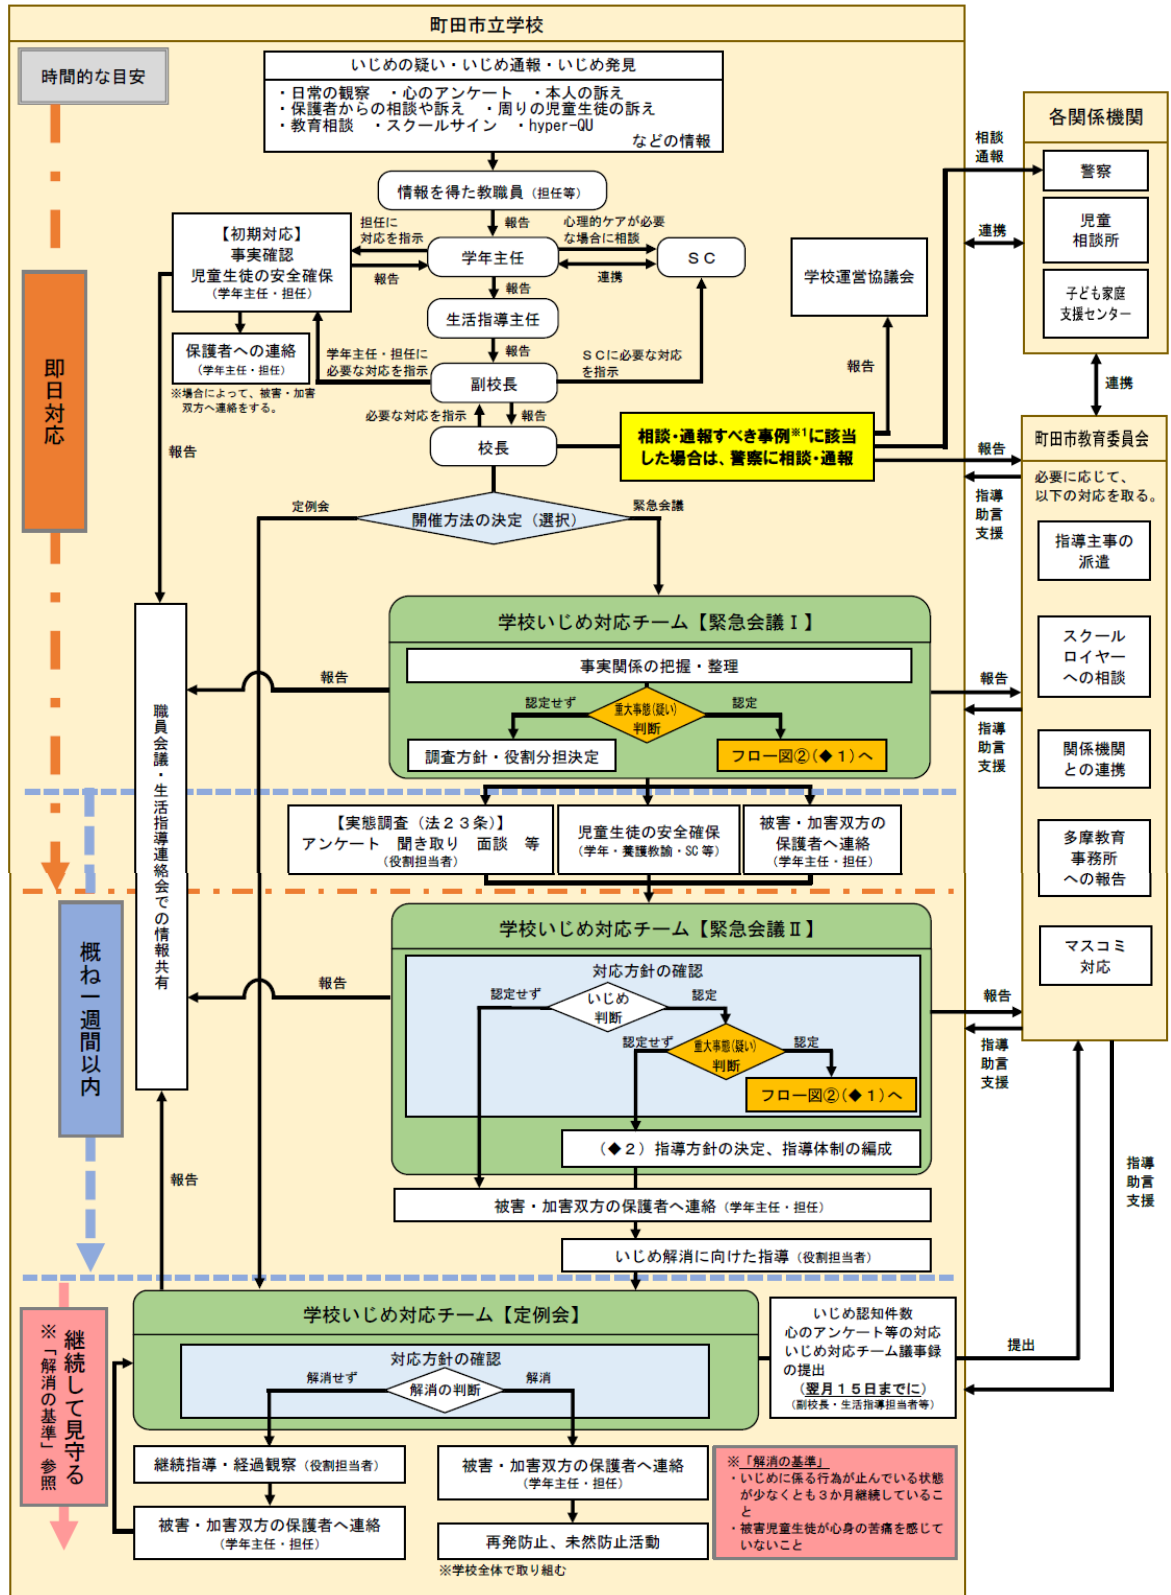 町田市立学校
時間的な目安
いじめの疑い・いじめ通報・いじめ発見
・日常の観察 ・心のアンケート ・本人の訴え
・保護者からの相談や訴え ・周りの児童生徒の訴え
・教育相談 ・スクールサイン ・hyper-QU
などの情報
情報を得た教職員（担任等）
報告
担任に
対応を指示
心理的ケアが必要
な場合に相談
【初期対応】
事実確認
児童生徒の安全確保
（学年主任・担任）
報告
学年主任
連携
ＳＣ
報告
生活指導主任
保護者への連絡
（学年主任・担任）
※場合によって、被害・加害
双方へ連絡をする。
学年主任・担任に
必要な対応を指示
報告
ＳＣに必要な対応
を指示
副校長
必要な対応を指示
報告
校長
学校運営協議会
報告
相談・通報すべき事例※1に該当
した場合は、警察に相談・通報
相談
通報
各関係機関
警察
児童
相談所
子ども家庭
支援センター
連携
連携
町田市教育委員会
必要に応じて、
以下の対応を取る。
指導主事の
派遣
スクール
ロイヤー
への相談
関係機関
との連携
多摩教育
事務所
への報告
マスコミ
対応
報告
指導
助言
支援
即日対応
報告
定例会
開催方法の決定（選択）
緊急会議
学校いじめ対応チーム【緊急会議Ⅰ】
事実関係の把握・整理
認定せず
重大事態(疑い)
判断
認定
調査方針・役割分担決定
フロー図②(◆１)へ
報告
報告
指導
助言
支援
職員会議・生活指導連絡会での情報共有
【実態調査（法２３条）】
アンケート 聞き取り 面談 等
（役割担当者）
児童生徒の安全確保
（学年・養護教諭・SC 等）
被害・加害双方の
保護者へ連絡
（学年主任・担任）
概ね一週間以内
学校いじめ対応チーム【緊急会議Ⅱ】
対応方針の確認
認定せず
いじめ
判断
認定
認定せず
重大事態(疑い)
判断
認定
フロー図②(◆１)へ
（◆２）指導方針の決定、指導体制の編成
報告
報告
指導
助言
支援
報告
被害・加害双方の保護者へ連絡（学年主任・担任）
いじめ解消に向けた指導（役割担当者）
指導
助言
支援
継続して見守る
※「解消の基準」参照
学校いじめ対応チーム【定例会】
対応方針の確認
解消せず
解消の判断
解消
いじめ認知件数
心のアンケート等の対応
いじめ対応チーム議事録
の提出
（翌月１５日までに）
（副校長・生活指導担当者等）
提出
継続指導・経過観察（役割担当者）
被害・加害双方の保護者へ連絡
（学年主任・担任）
被害・加害双方の保護者へ連絡
（学年主任・担任）
再発防止、未然防止活動
※学校全体で取り組む
※「解消の基準」
・いじめに係る行為が止んでいる状態
が少なくとも３か月継続しているこ
と
・被害児童生徒が心身の苦痛を感じて
いないこと